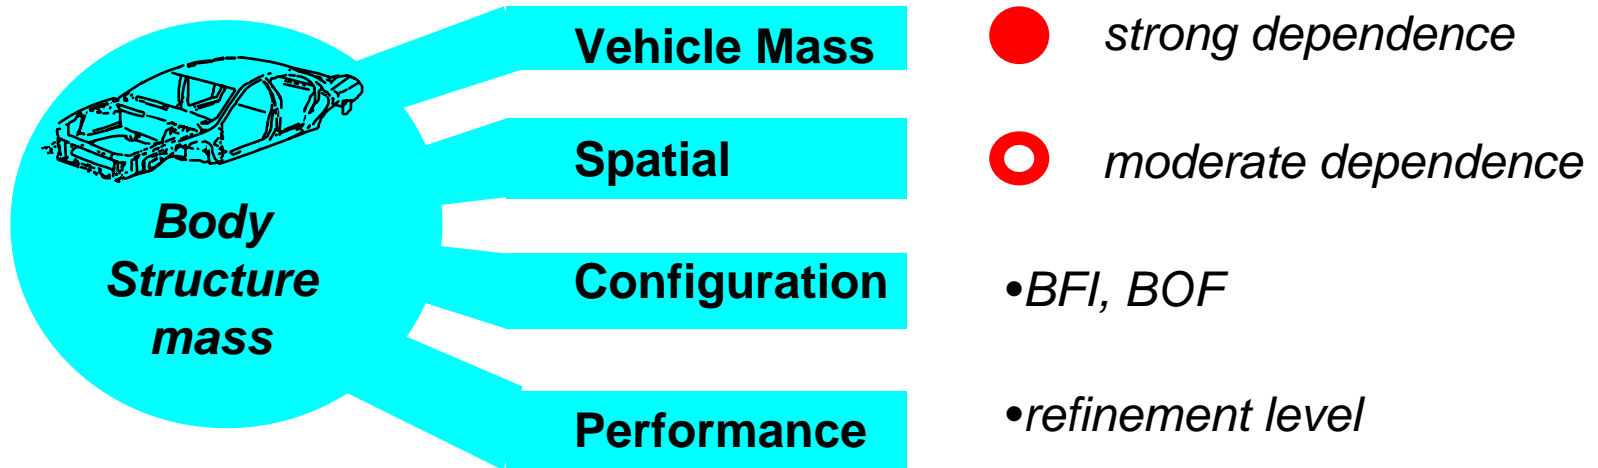 Body
Structure
mass
Vehicle Mass
strong dependence
Spatial
moderate dependence
Configuration
•BFI, BOF
Performance
•refinement level